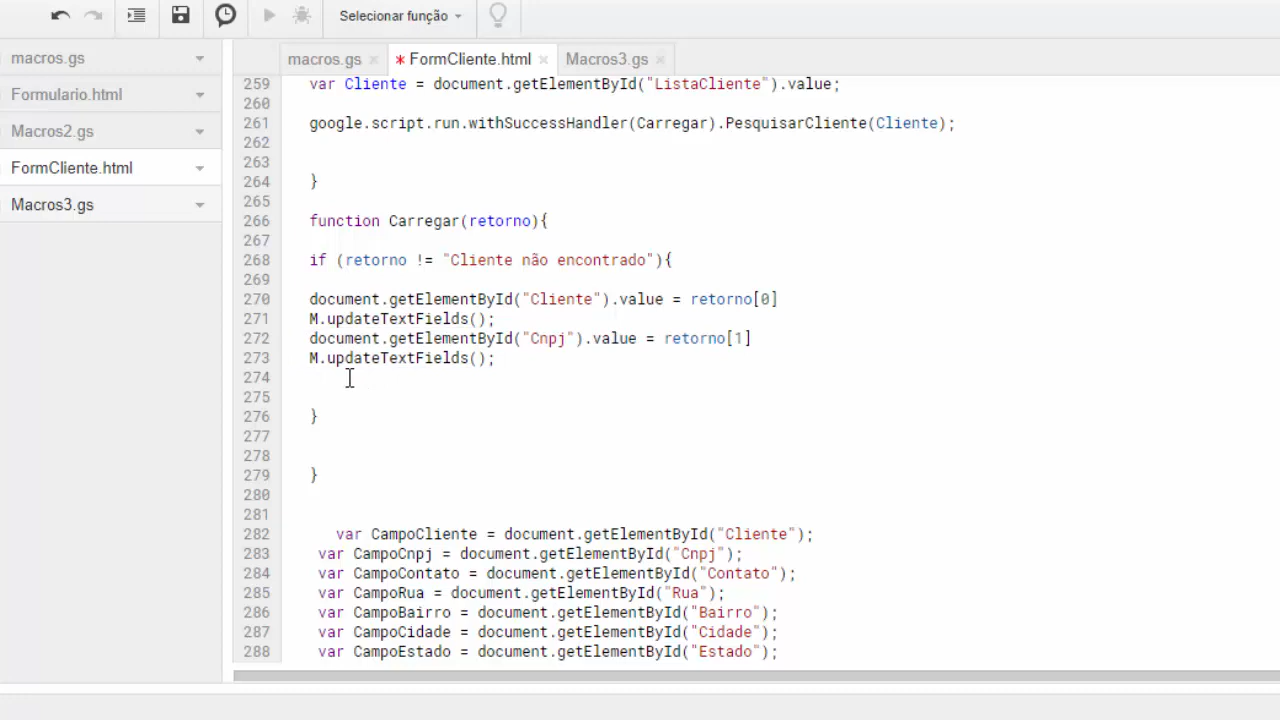 Selecionar função
macros.gs
Formulario.html
Macros2.gs
FormCliente.html
Macros3.gs
macros.gs × * FormCliente.html × Macros3.gs ×
259 var Cliente = document.getElementById("ListaCliente").value;
260
261 google.script.run.withSuccessHandler(Carregar).PesquisarCliente(Cliente);
262
263
264 }
265
266 function Carregar(retorno){
267
268 if (retorno != "Cliente não encontrado"){
269
270 document.getElementById("Cliente").value = retorno[0]
271 M.updateTextFields();
272 document.getElementById("Cnpj").value = retorno[1]
273 M.updateTextFields();
274
275
276 }
277
278
279 }
280
281
282 var CampoCliente = document.getElementById("Cliente");
283 var CampoCnpj = document.getElementById("Cnpj");
284 var CampoContato = document.getElementById("Contato");
285 var CampoRua = document.getElementById("Rua");
286 var CampoBairro = document.getElementById("Bairro");
287 var CampoCidade = document.getElementById("Cidade");
288 var CampoEstado = document.getElementById("Estado");